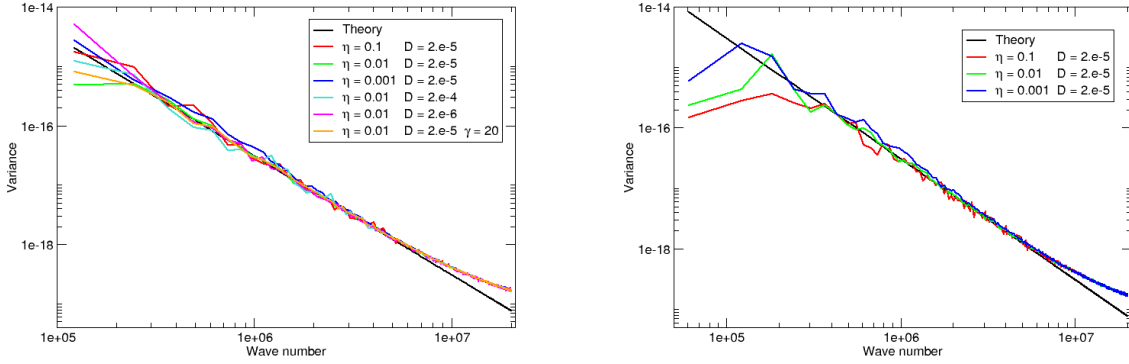 1e-14
1e-16
1e-18
Variance
1e+05
1e+06
1e+07
Wave number
Theory
η = 0.1 D = 2.e-5
η = 0.01 D = 2.e-5
η = 0.001 D = 2.e-5
η = 0.01 D = 2.e-4
η = 0.01 D = 2.e-6
η = 0.01 D = 2.e-5 γ = 20
1e-14
1e-16
1e-18
Variance
1e+05
1e+06
1e+07
Wave number
Theory
η = 0.1 D = 2.e-5
η = 0.01 D = 2.e-5
η = 0.001 D = 2.e-5